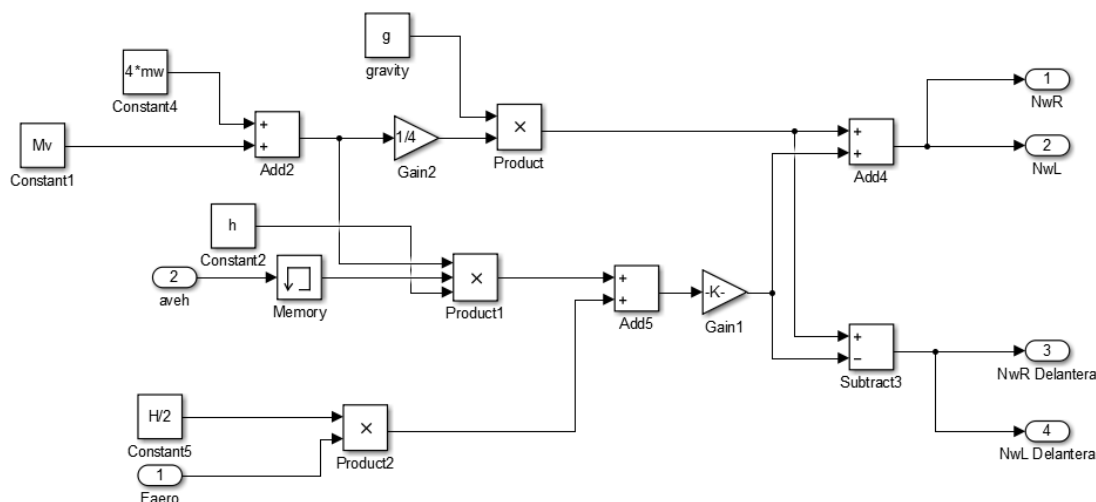 g
gravity
4*mw
Constant4
1
NwR
+
+
Add2
1/4
Gain2
×
Product
+
+
Add4
2
NwL
Mv
Constant1
h
Constant2
2
aveh
Memory
×
Product1
+
+
Add5
-K-
Gain1
+
−
Subtract3
3
NwR Delantera
H/2
Constant5
×
Product2
4
NwL Delantera
1
Faero